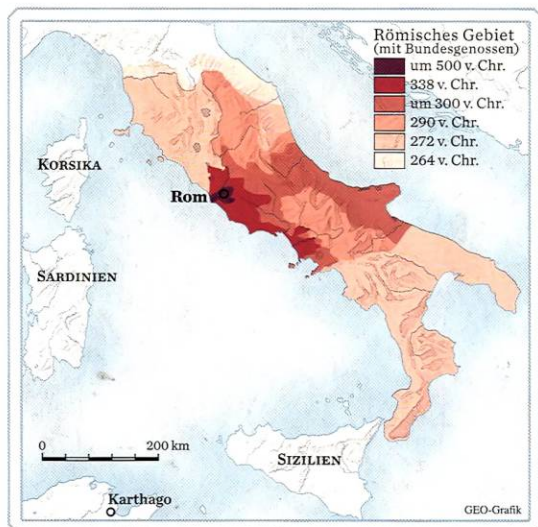 Römisches Gebiet
(mit Bundesgenossen)
um 500 v. Chr.
338 v. Chr.
um 300 v. Chr.
290 v. Chr.
272 v. Chr.
264 v. Chr.
KORSIKA
Rom
SARDINIEN
0 200 km
SIZILIEN
Karthago
GEO-Grafik